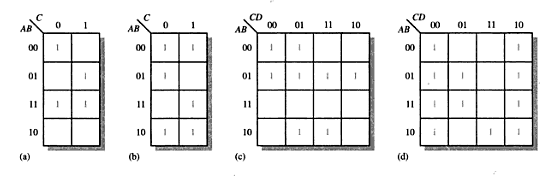 C C CD CD
AB 0 1 AB 0 1 AB 00 01 11 10 AB 00 01 11 10
00 1 00 1 1 00 1 1 00 1 1
01 1 01 1 01 1 1 1 1 01 1 1 1
11 1 1 11 1 11 11 1 1 1
10 10 1 1 10 1 1 10 1 1 1
(a) (b) (c) (d)